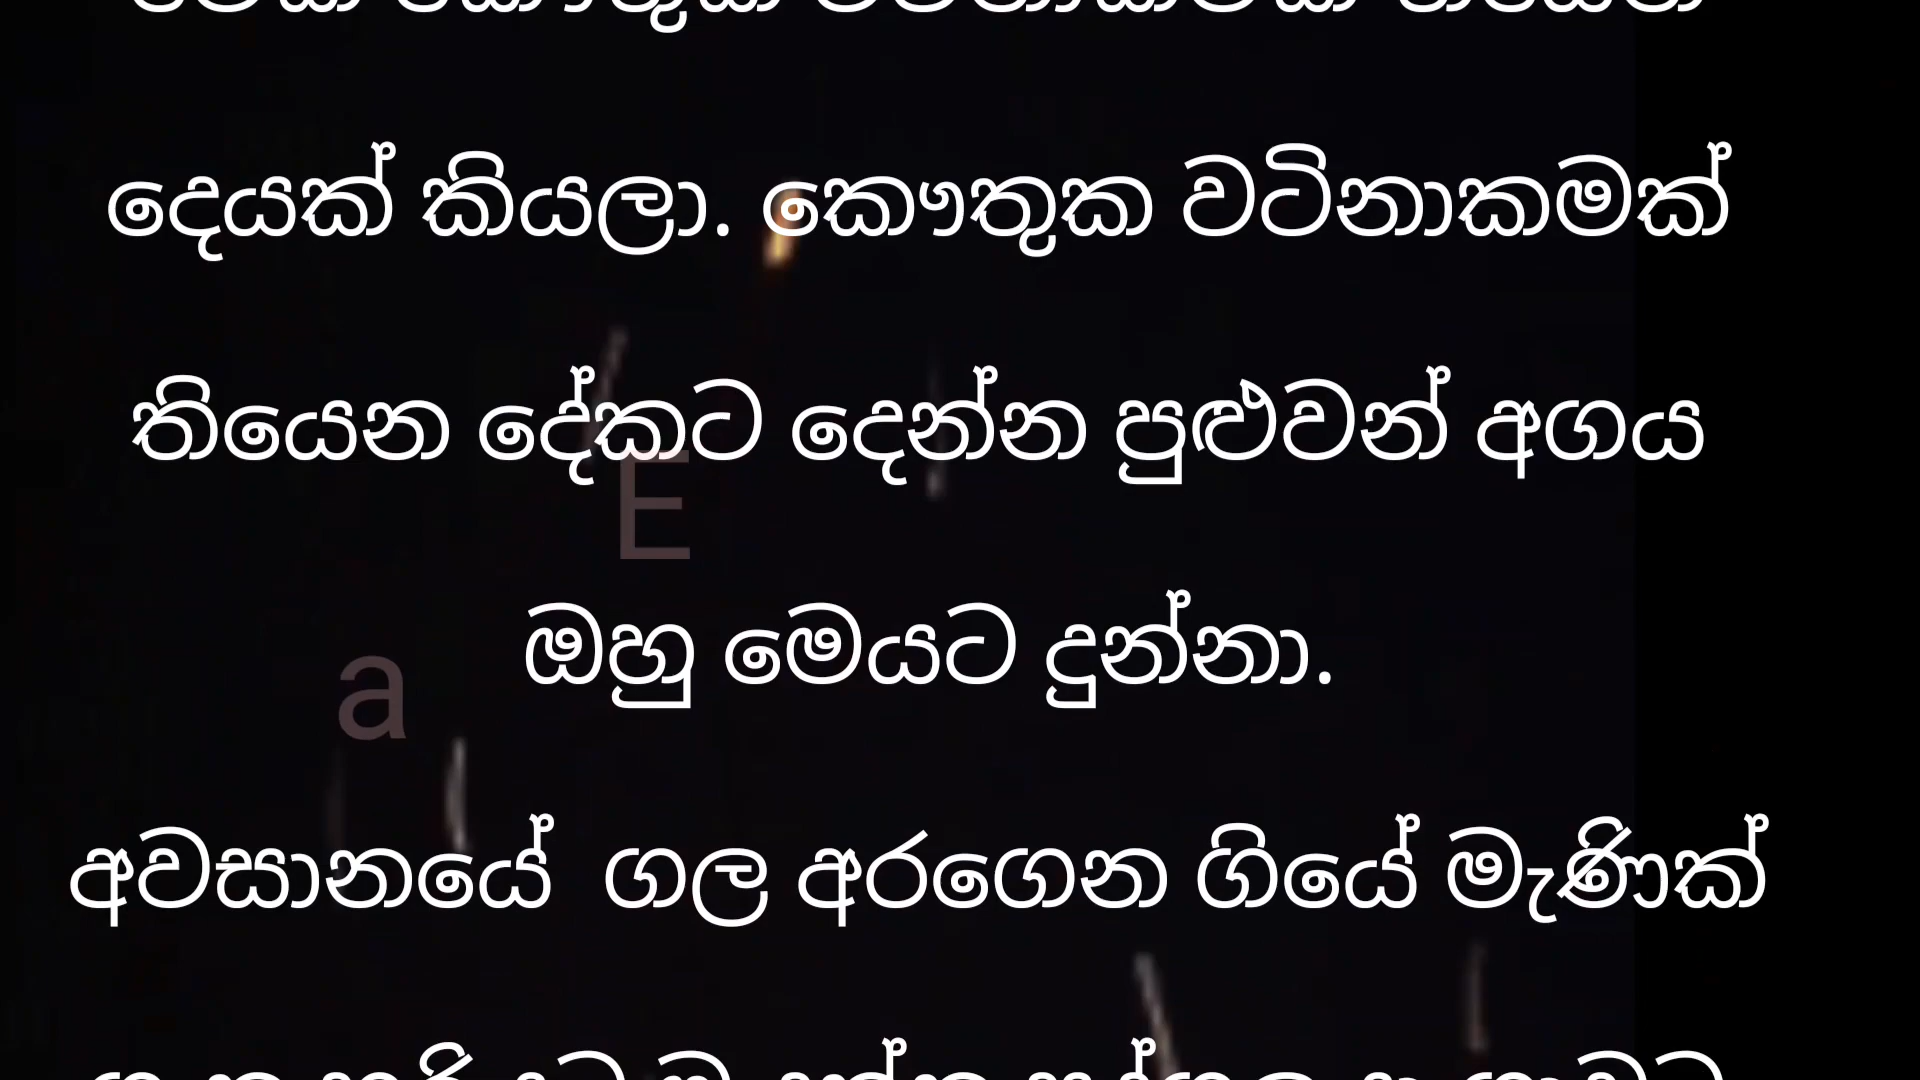 දෙයක් කියලා. කෞතුක වටිනාකමක්
තියෙන දේකට දෙන්න පුළුවන් අගය
E
ඔහු මෙයට දුන්නා.
a
අවසානයේ ගල අරගෙන ගියේ මැණික්